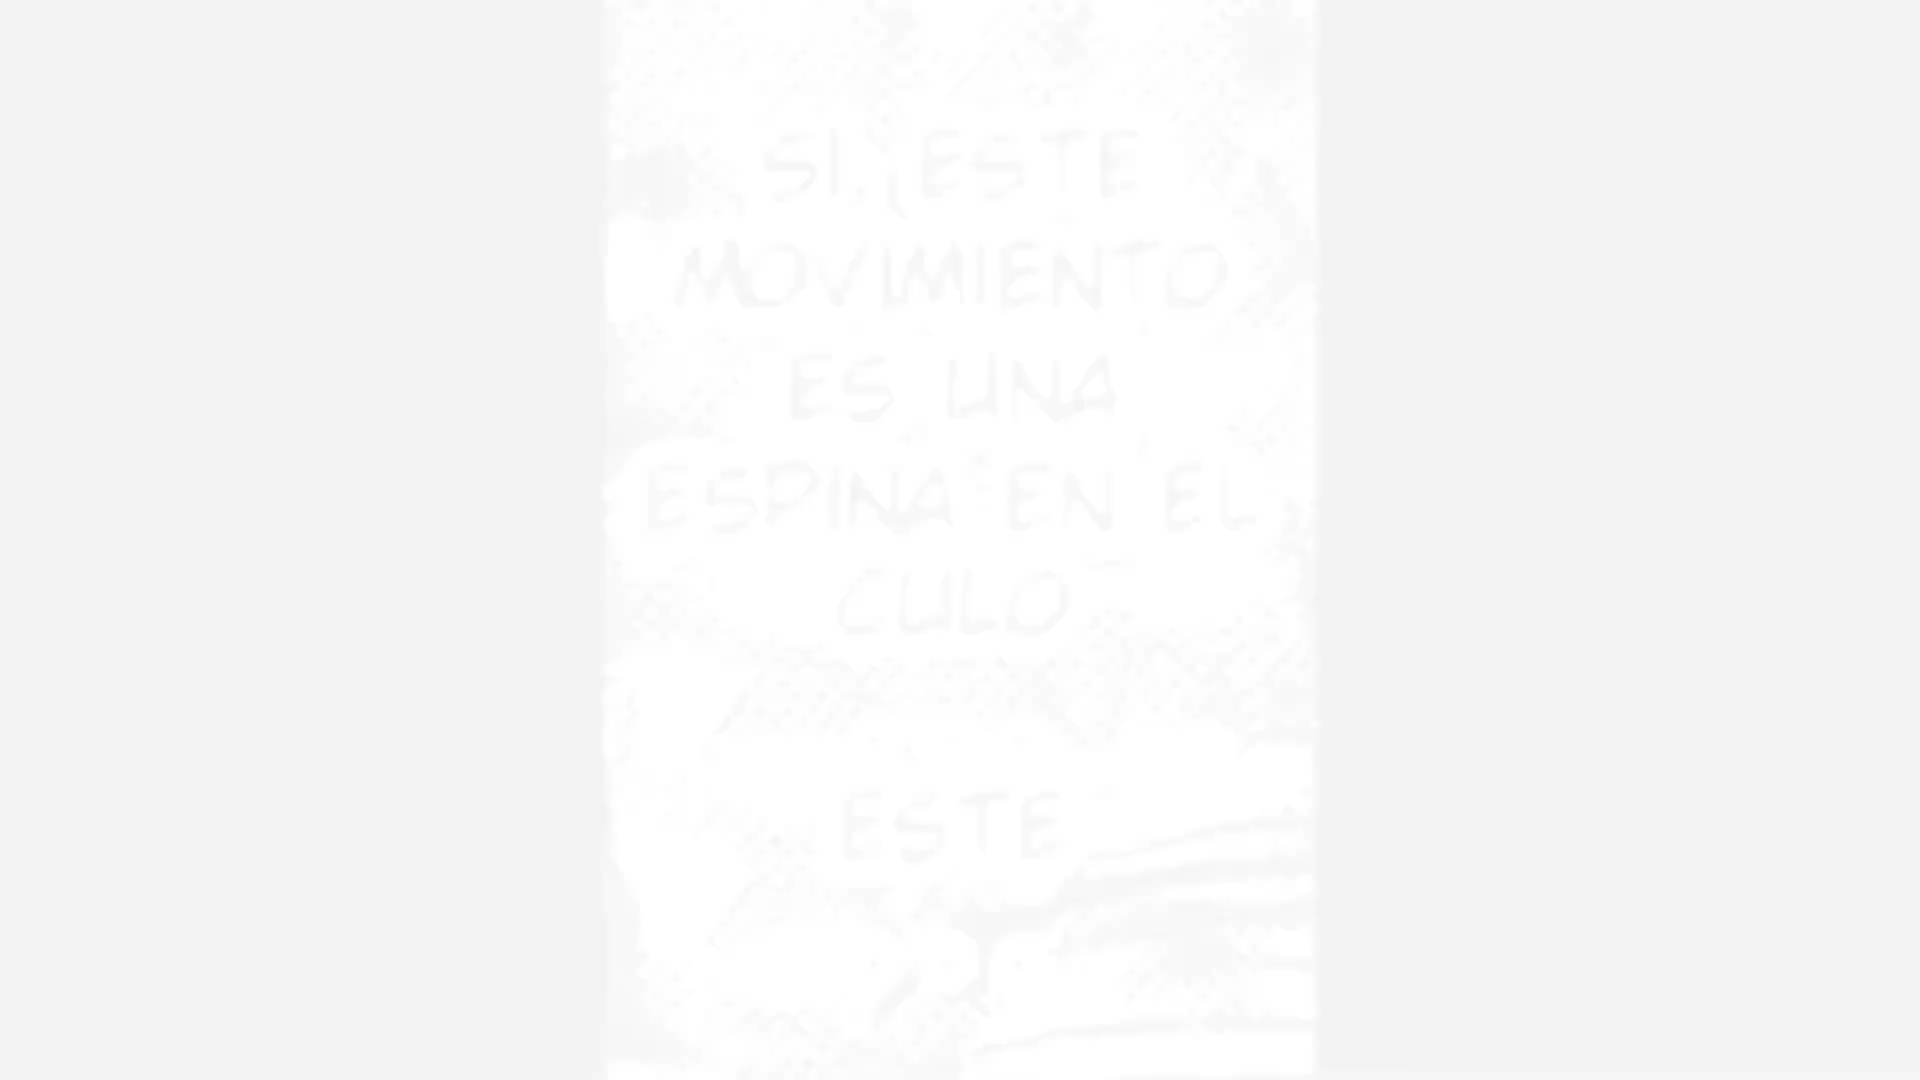 SI, ¡ESTE
MOVIMIENTO
ES UNA
ESPINA EN EL
CULO
ESTE